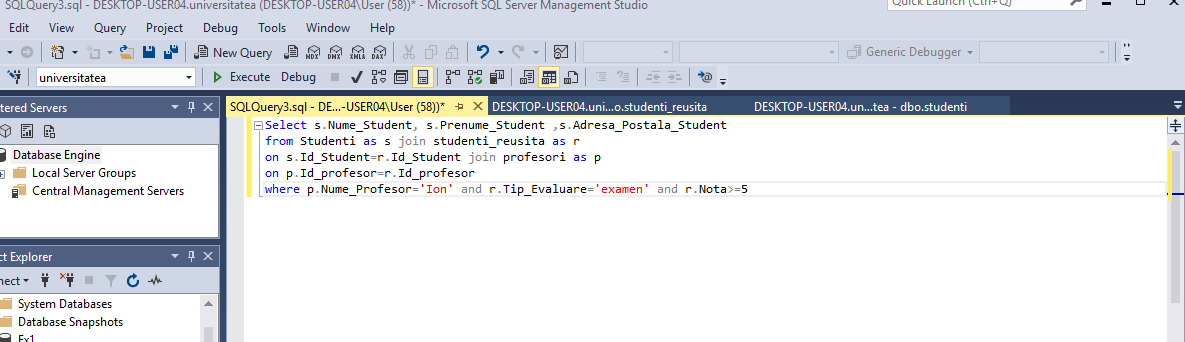 SQLQuery3.sql - DESKTOP-USER04.universitatea (DESKTOP-USER04\User (58))* - Microsoft SQL Server Management Studio
Quick Launch (Ctrl+Q)
Edit View Query Project Debug Tools Window Help
New Query MDX DMX XMLA DAX Generic Debugger
universitatea Execute Debug
tered Servers
SQLQuery3.sql - DE...-USER04\User (58))* DESKTOP-USER04.uni...o.studenti_reusita DESKTOP-USER04.un...tea - dbo.studenti
Select s.Nume_Student, s.Prenume_Student ,s.Adresa_Postala_Student
from Studenti as s join studenti_reusita as r
on s.Id_Student=r.Id_Student join profesori as p
on p.Id_profesor=r.Id_profesor
where p.Nume_Profesor='Ion' and r.Tip_Evaluare='examen' and r.Nota>=5
Database Engine
Local Server Groups
Central Management Servers
ct Explorer
nect
System Databases
Database Snapshots
Ex1